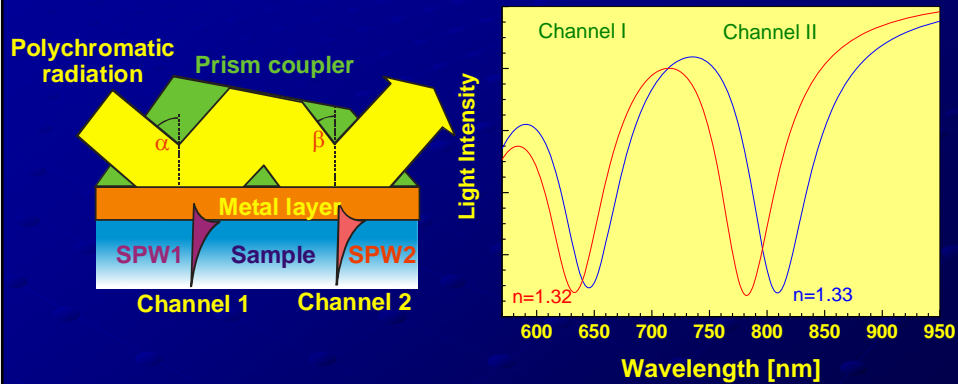 Polychromatic
radiation
Prism coupler
α
β
Metal layer
SPW1
Sample
SPW2
Channel 1
Channel 2
Light Intensity
Channel I
Channel II
n=1.32
n=1.33
600 650 700 750 800 850 900 950
Wavelength [nm]